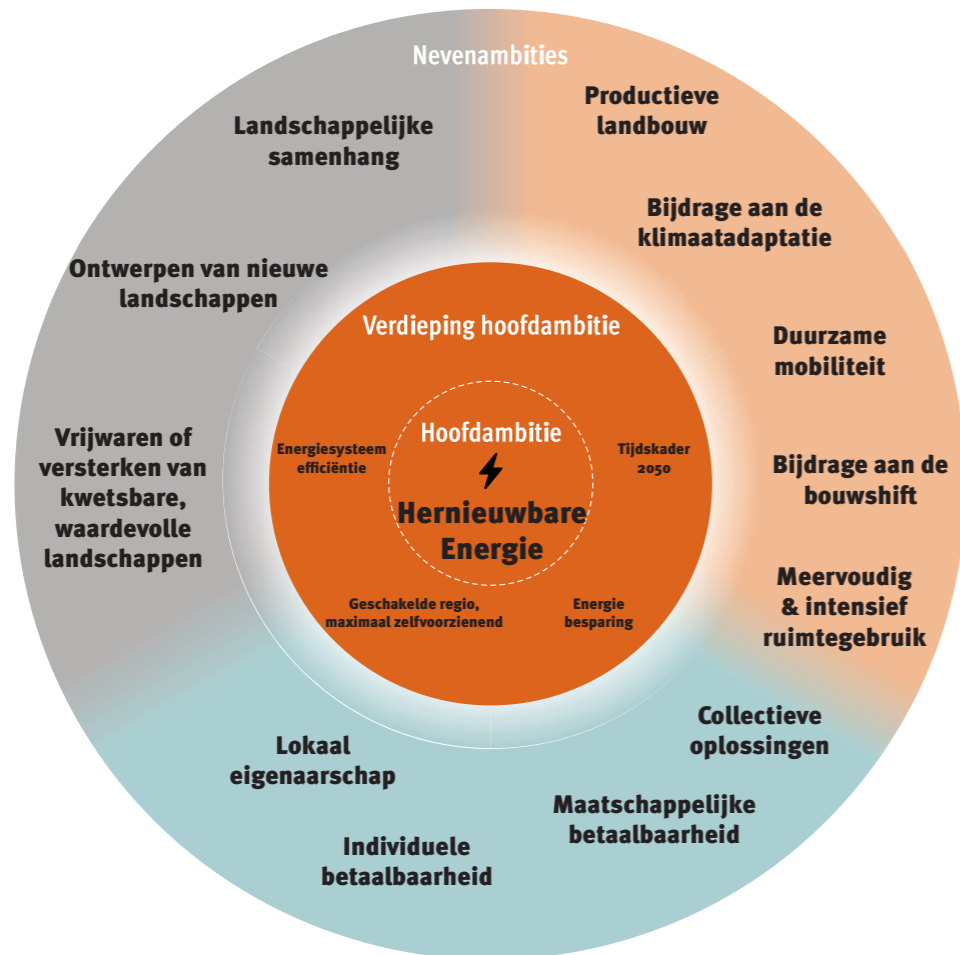 Nevenambities
Landschappelijke
samenhang
Ontwerpen van nieuwe
landschappen
Vrijwaren of
versterken van
kwetsbare,
waardevolle
landschappen
Productieve
landbouw
Bijdrage aan de
klimaatadaptatie
Duurzame
mobiliteit
Bijdrage aan de
bouwshift
Meervoudig
& intensief
ruimtegebruik
Verdieping hoofdambitie
Energiesysteem
efficiëntie
Hoofdambitie
Hernieuwbare
Energie
Tijdskader
2050
Geschakelde regio,
maximaal zelfvoorzienend
Energie
besparing
Collectieve
oplossingen
Lokaal
eigenaarschap
Maatschappelijke
betaalbaarheid
Individuele
betaalbaarheid